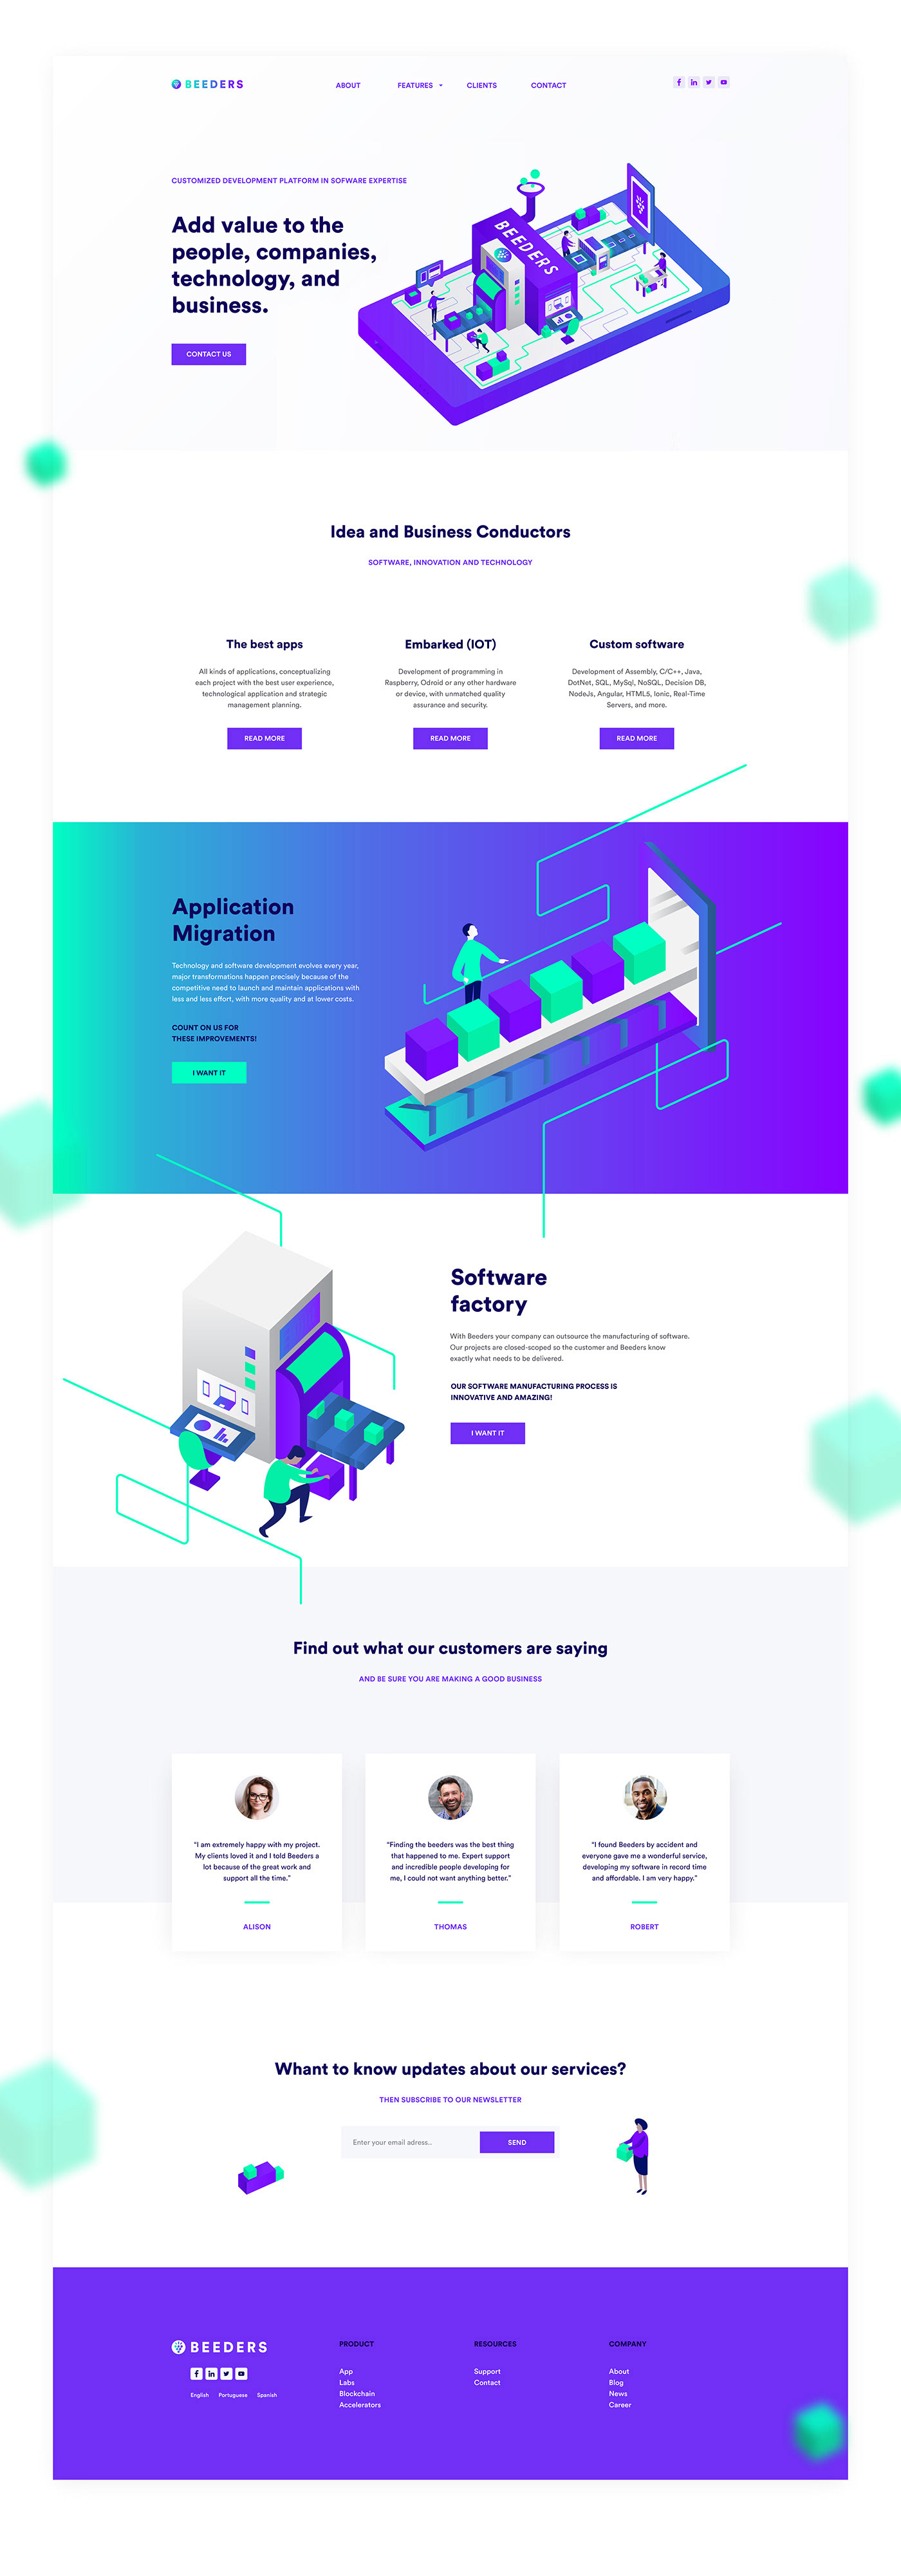 BEEDERS
ABOUT
FEATURES
CLIENTS
CONTACT
CUSTOMIZED DEVELOPMENT PLATFORM IN SOFWARE EXPERTISE
Add value to the
people, companies,
technology, and
business.
CONTACT US
BEEDERS
Idea and Business Conductors
SOFTWARE, INNOVATION AND TECHNOLOGY
The best apps
All kinds of applications, conceptualizing
each project with the best user experience,
technological application and strategic
management planning.
READ MORE
Embarked (IOT)
Development of programming in
Raspberry, Odroid or any other hardware
or device, with unmatched quality
assurance and security.
READ MORE
Custom software
Development of Assembly, C/C++, Java,
DotNet, SQL, MySql, NoSQL, Decision DB,
NodeJs, Angular, HTML5, Ionic, Real-Time
Servers, and more.
READ MORE
Application
Migration
Technology and software development evolves every year,
major transformations happen precisely because of the
competitive need to launch and maintain applications with
less and less effort, with more quality and at lower costs.
COUNT ON US FOR
THESE IMPROVEMENTS!
I WANT IT
Software
factory
With Beeders your company can outsource the manufacturing of software.
Our projects are closed-scoped so the customer and Beeders know
exactly what needs to be delivered.
OUR SOFTWARE MANUFACTURING PROCESS IS
INNOVATIVE AND AMAZING!
I WANT IT
Find out what our customers are saying
AND BE SURE YOU ARE MAKING A GOOD BUSINESS
"I am extremely happy with my project.
My clients loved it and I told Beeders a
lot because of the great work and
support all the time."
ALISON
"Finding the beeders was the best thing
that happened to me. Expert support
and incredible people developing for
me, I could not want anything better."
THOMAS
"I found Beeders by accident and
everyone gave me a wonderful service,
developing my software in record time
and affordable. I am very happy."
ROBERT
Whant to know updates about our services?
THEN SUBSCRIBE TO OUR NEWSLETTER
Enter your email adress...
SEND
BEEDERS
English Portuguese Spanish
PRODUCT
App
Labs
Blockchain
Accelerators
RESOURCES
Support
Contact
COMPANY
About
Blog
News
Career